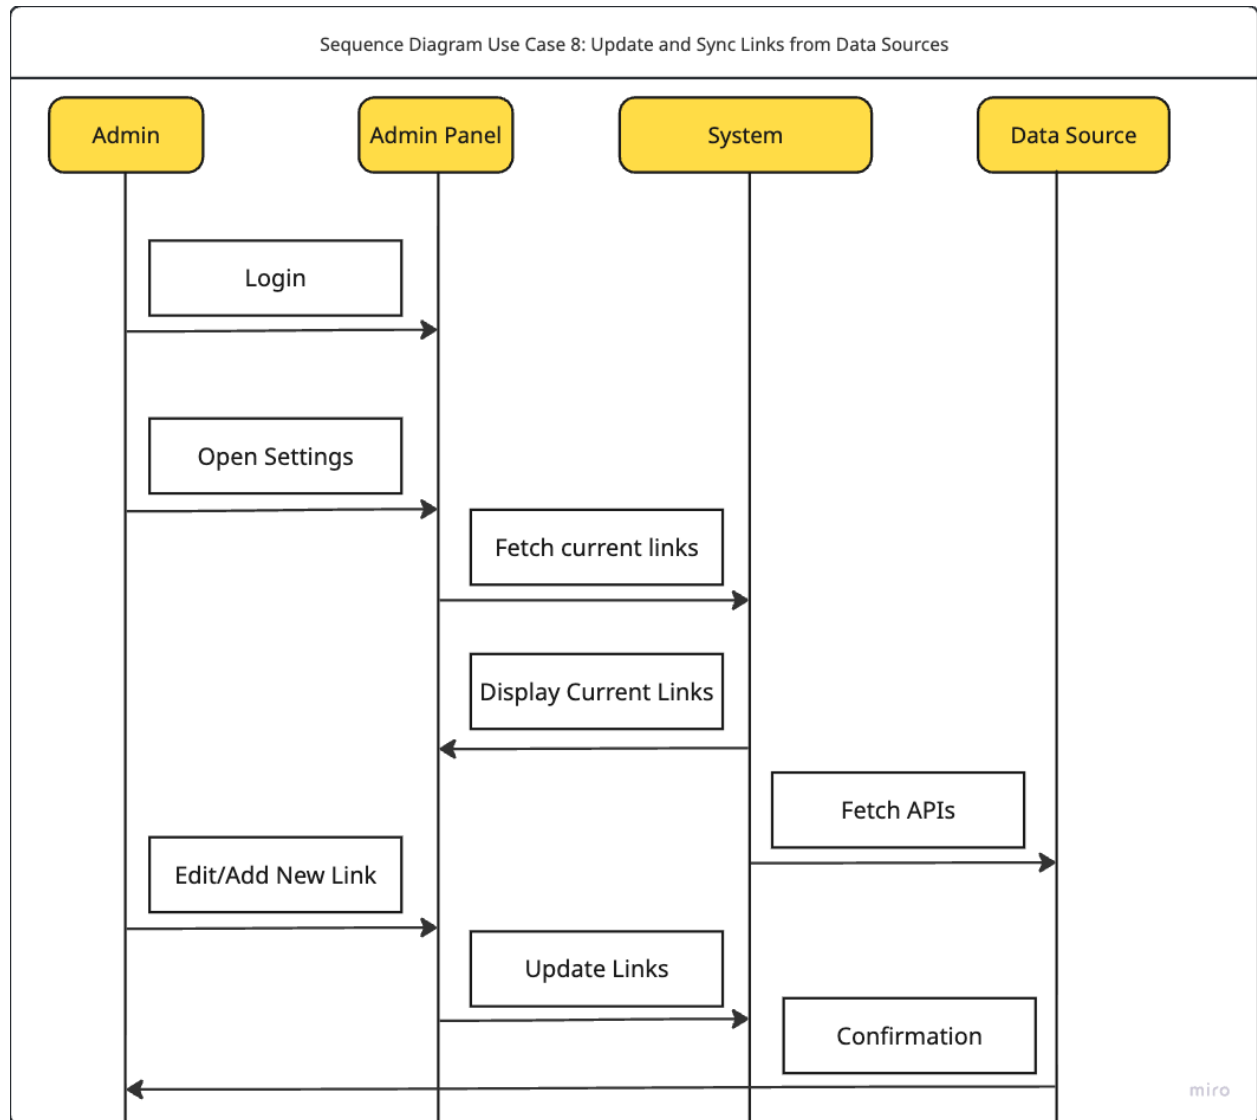 Sequence Diagram Use Case 8: Update and Sync Links from Data Sources
Admin
Admin Panel
System
Data Source
Login
Open Settings
Fetch current links
Display Current Links
Fetch APIs
Edit/Add New Link
Update Links
Confirmation
miro